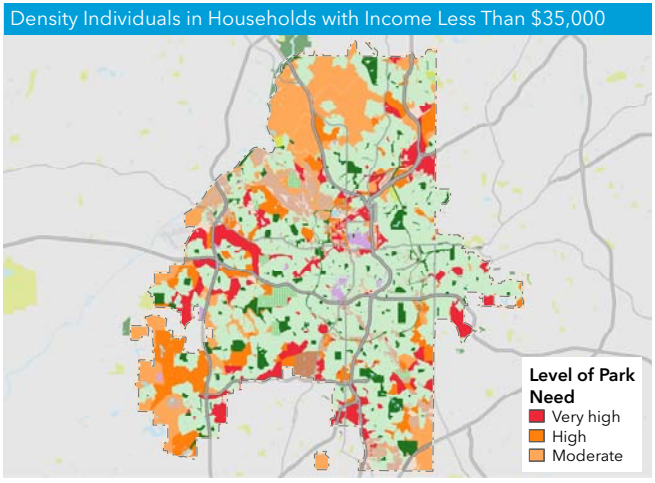 Density Individuals in Households with Income Less Than $35,000
Level of Park
Need
Very high
High
Moderate